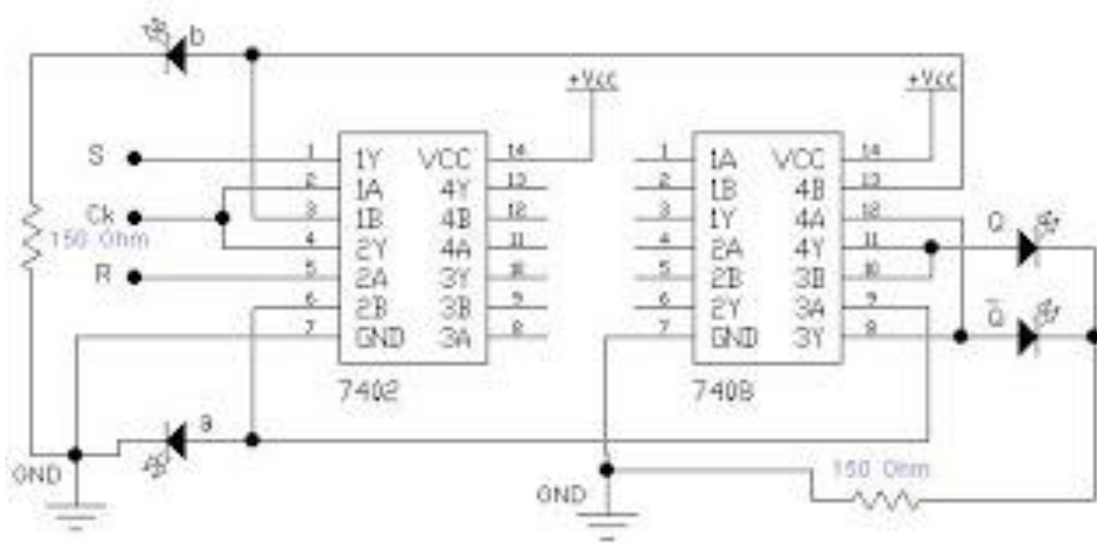 b
+Vcc
+Vcc
S
1 1Y VCC 14
1 1A VCC 14
2 1A 4Y 13
2 1B 4B 13
Ck
3 1B 4B 12
3 1Y 4A 12
Q
150 Ohm
4 2Y 4A 11
4 2A 4Y 11
R
5 2A 3Y 10
5 2B 3B 10
6 2B 3B 9
6 2Y 3A 9
Q̅
7 GND 3A 8
7 GND 3Y 8
7402
7408
a
GND
150 Ohm
GND